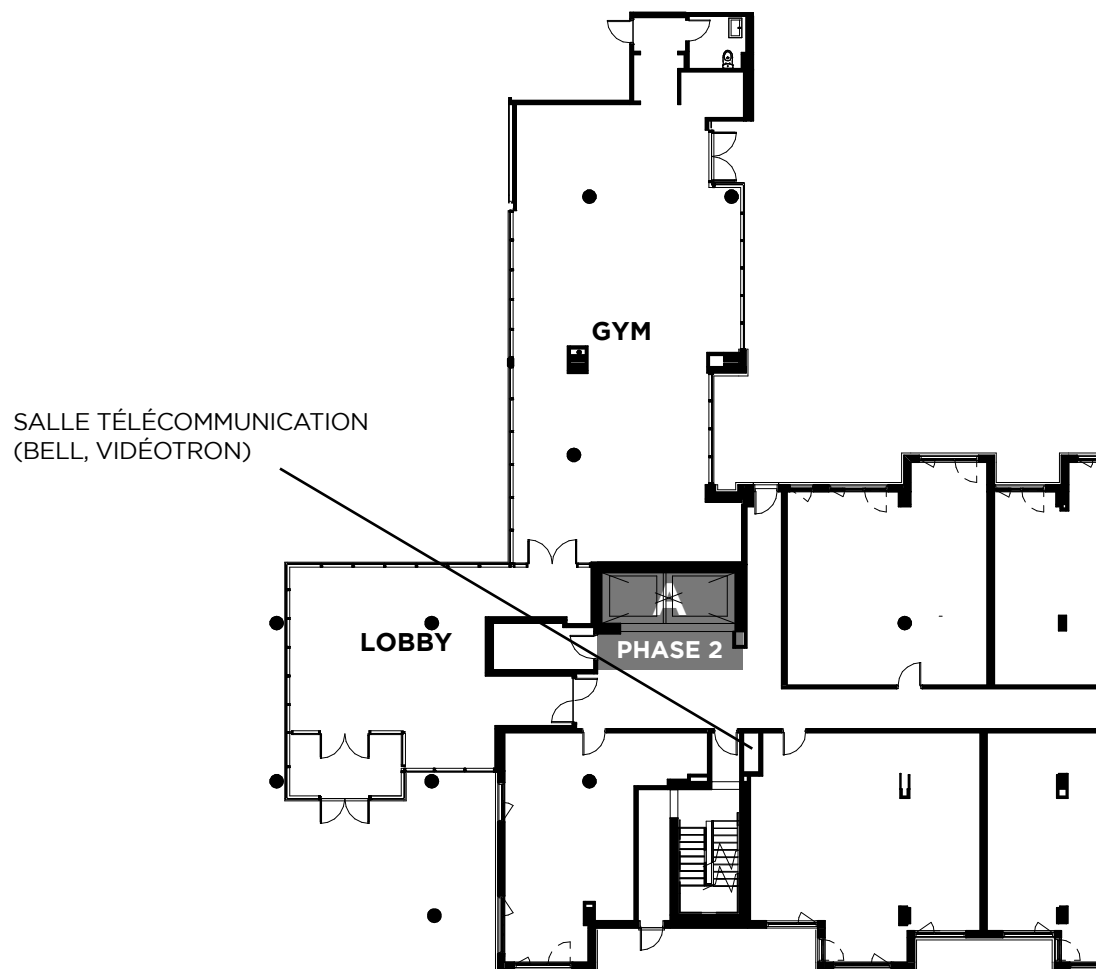 GYM
SALLE TÉLÉCOMMUNICATION
(BELL, VIDÉOTRON)
A
LOBBY
PHASE 2